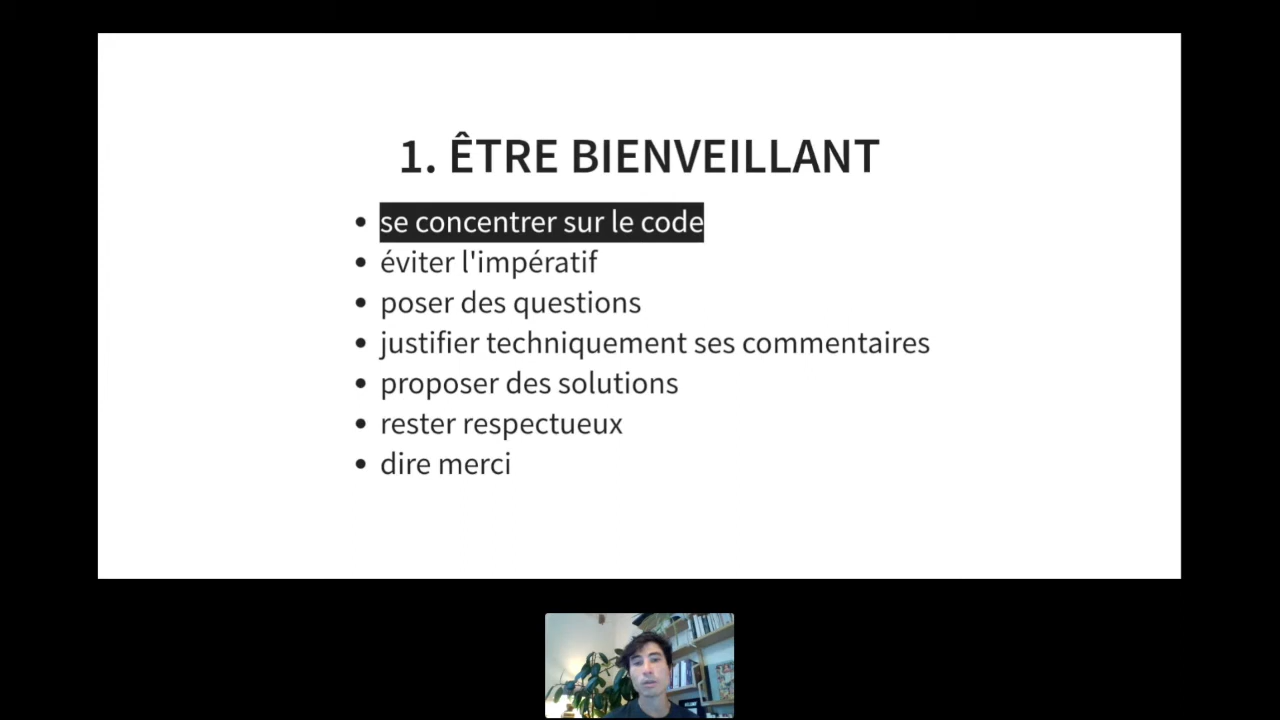 1. ÊTRE BIENVEILLANT
• se concentrer sur le code
• éviter l'impératif
• poser des questions
• justifier techniquement ses commentaires
• proposer des solutions
• rester respectueux
• dire merci